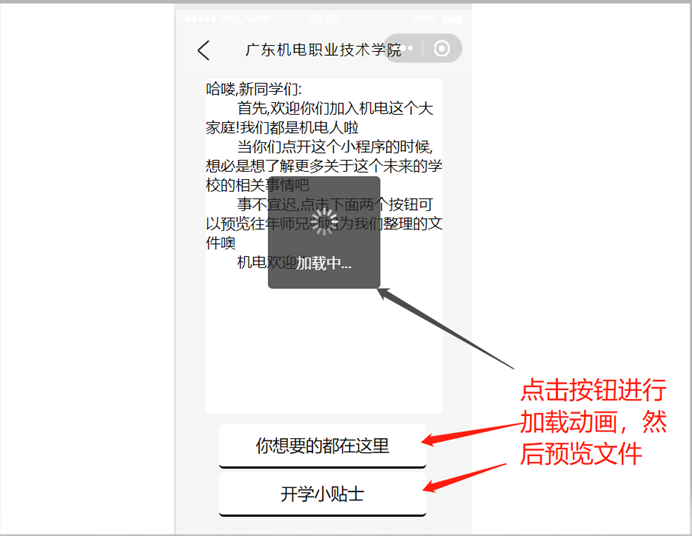 WeChat 22:07 100%
广东机电职业技术学院
哈喽,新同学们:
首先,欢迎你们加入机电这个大
家庭!我们都是机电人啦
当你们点开这个小程序的时候,
想必是想了解更多关于这个未来的学
校的相关事情吧
事不宜迟,点击下面两个按钮可
以预览往年师兄师姐为我们整理的文
件噢
机电欢迎
加载中...
点击按钮进行
加载动画，然
后预览文件
你想要的都在这里
开学小贴士